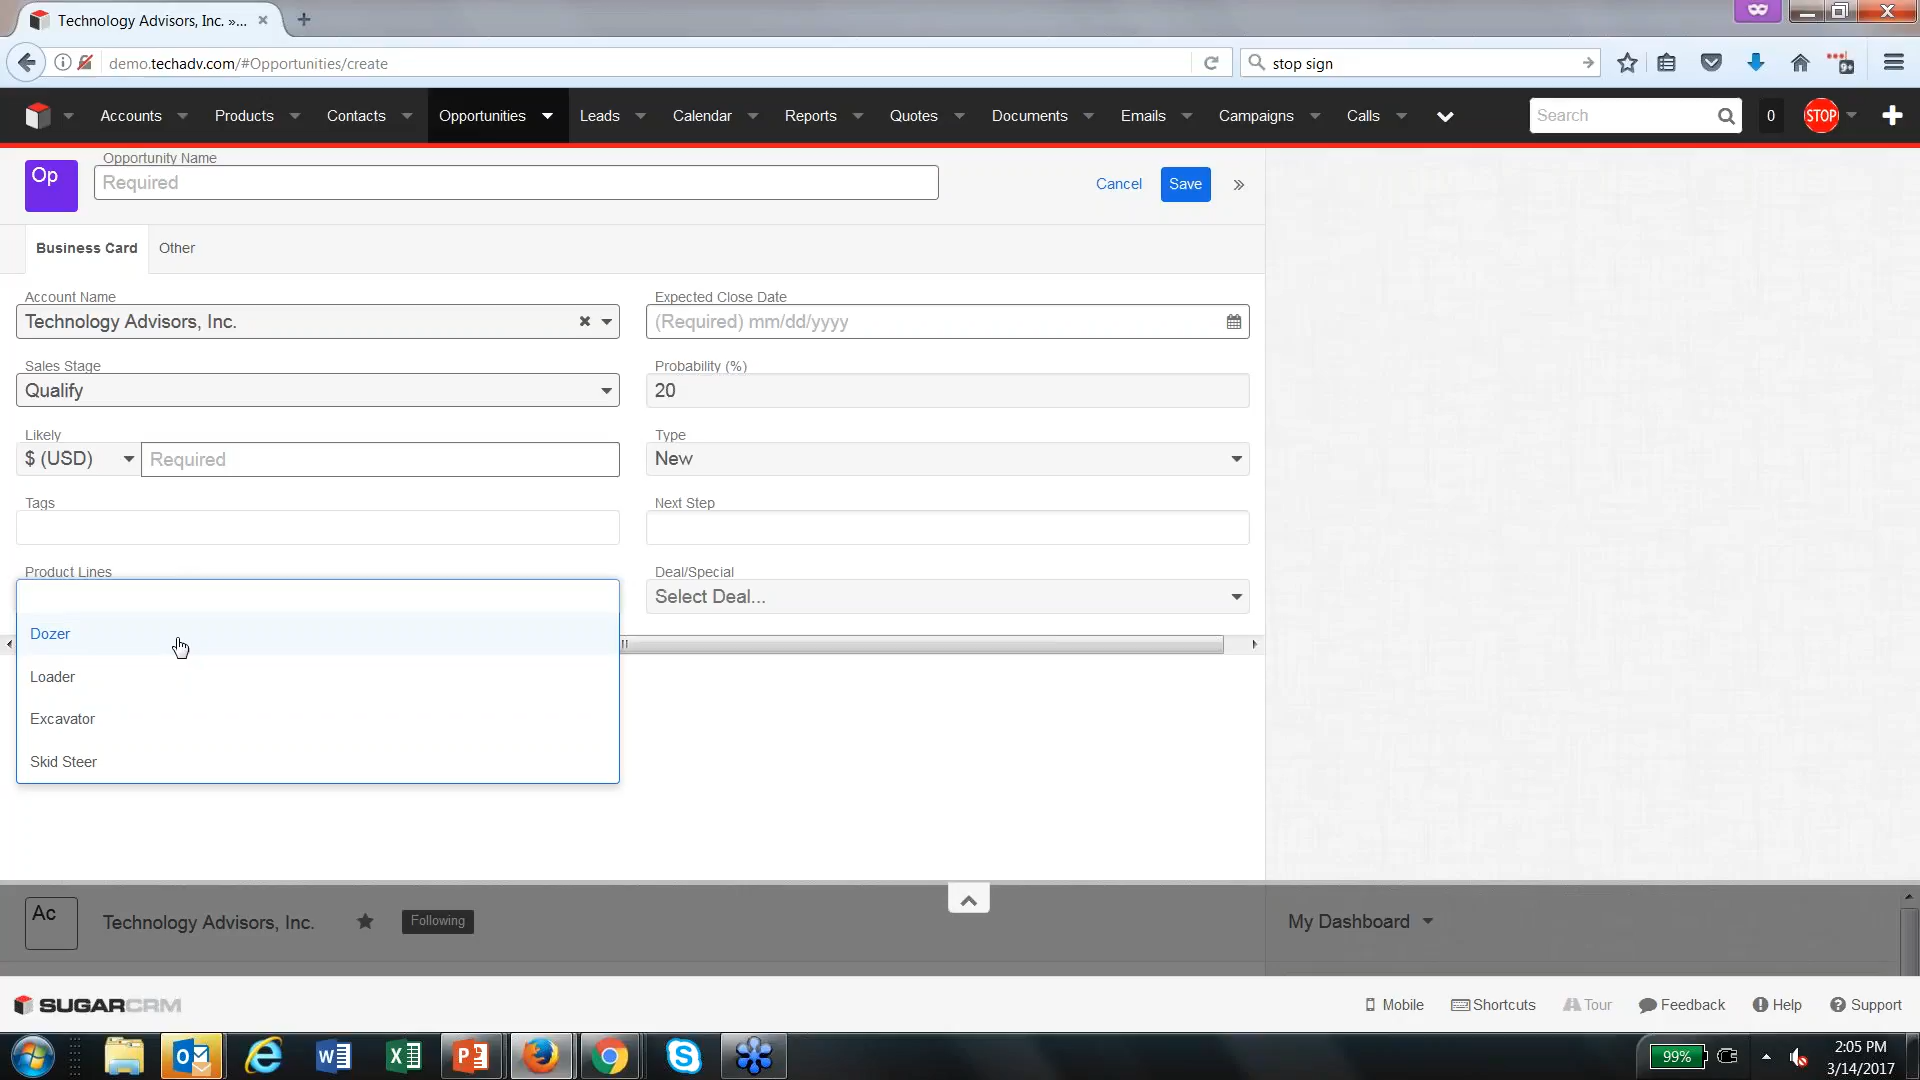 Technology Advisors, Inc. »...
demo.techadv.com/#Opportunities/create
stop sign
9+
Accounts Products Contacts Opportunities Leads Calendar Reports Quotes Documents Emails Campaigns Calls Search 0 STOP
Op
Opportunity Name
Required
Cancel Save
Business Card Other
Account Name
Technology Advisors, Inc.
Expected Close Date
(Required) mm/dd/yyyy
Sales Stage
Qualify
Probability (%)
20
Likely
$ (USD) Required
Type
New
Tags
Next Step
Product Lines
Dozer
Loader
Excavator
Skid Steer
Deal/Special
Select Deal...
Ac
Technology Advisors, Inc. Following
My Dashboard
SUGARCRM
Mobile Shortcuts Tour Feedback Help Support
99%
2:05 PM
3/14/2017